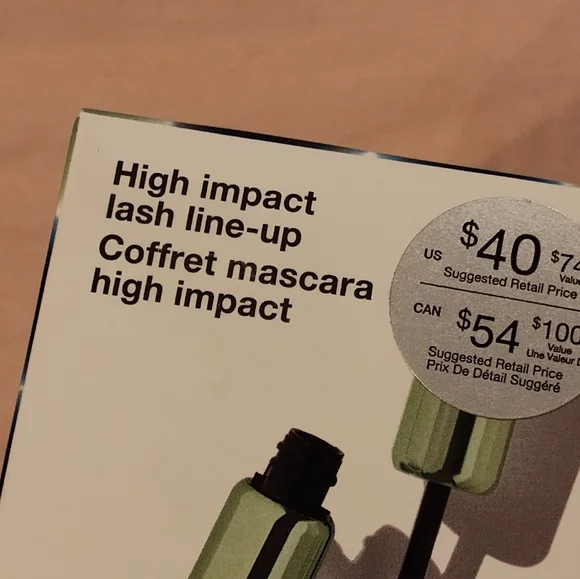 High impact
lash line-up
Coffret mascara
high impact
US $40 $74
Value
Suggested Retail Price
CAN $54 $100
Value
Une Valeur
Suggested Retail Price
Prix De Détail Suggéré